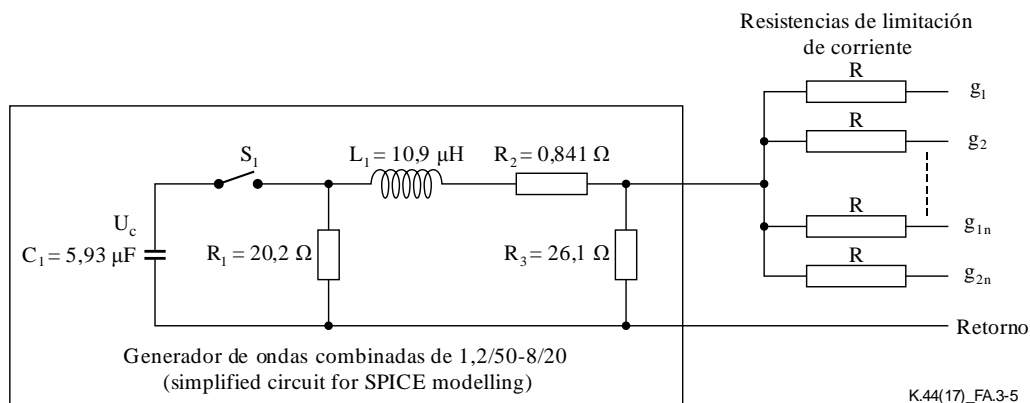 Resistencias de limitación
de corriente
R
g₁
R
g₂
S₁
L₁ = 10,9 µH
R₂ = 0,841 Ω
U꜀
C₁ = 5,93 µF
R₁ = 20,2 Ω
R₃ = 26,1 Ω
R
g₁ₙ
R
g₂ₙ
Retorno
Generador de ondas combinadas de 1,2/50-8/20
(simplified circuit for SPICE modelling)
K.44(17)_FA.3-5